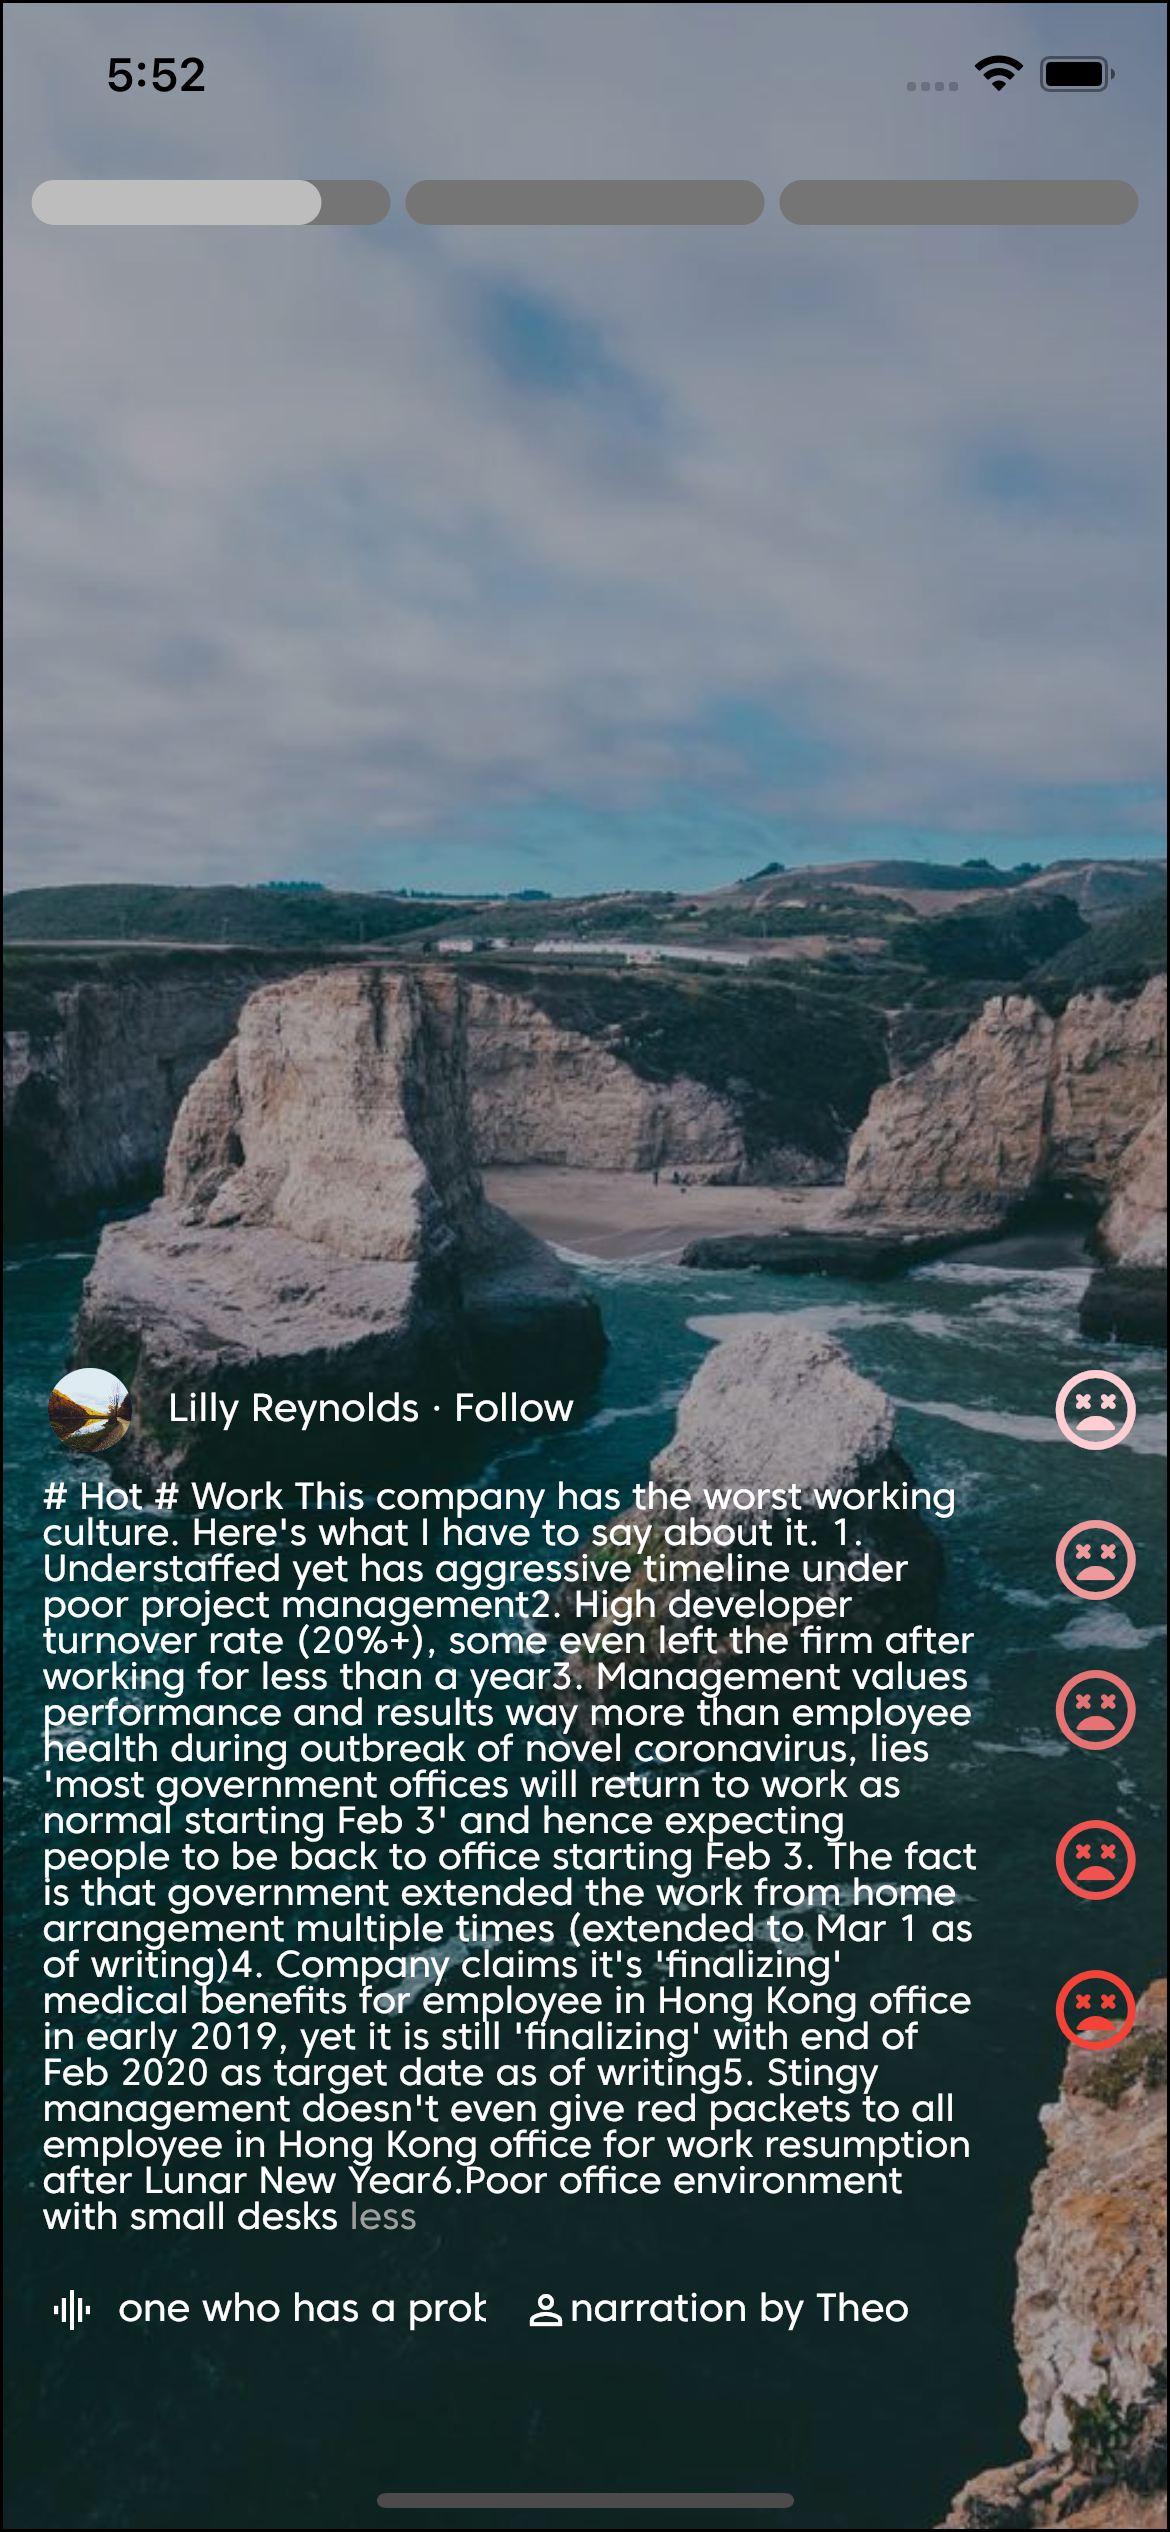 5:52
Lilly Reynolds · Follow
# Hot # Work This company has the worst working
culture. Here's what I have to say about it. 1.
Understaffed yet has aggressive timeline under
poor project management2. High developer
turnover rate (20%+), some even left the firm after
working for less than a year3. Management values
performance and results way more than employee
health during outbreak of novel coronavirus, lies
'most government offices will return to work as
normal starting Feb 3' and hence expecting
people to be back to office starting Feb 3. The fact
is that government extended the work from home
arrangement multiple times (extended to Mar 1 as
of writing)4. Company claims it's 'finalizing'
medical benefits for employee in Hong Kong office
in early 2019, yet it is still 'finalizing' with end of
Feb 2020 as target date as of writing5. Stingy
management doesn't even give red packets to all
employee in Hong Kong office for work resumption
after Lunar New Year6.Poor office environment
with small desks less
one who has a narration by Theo